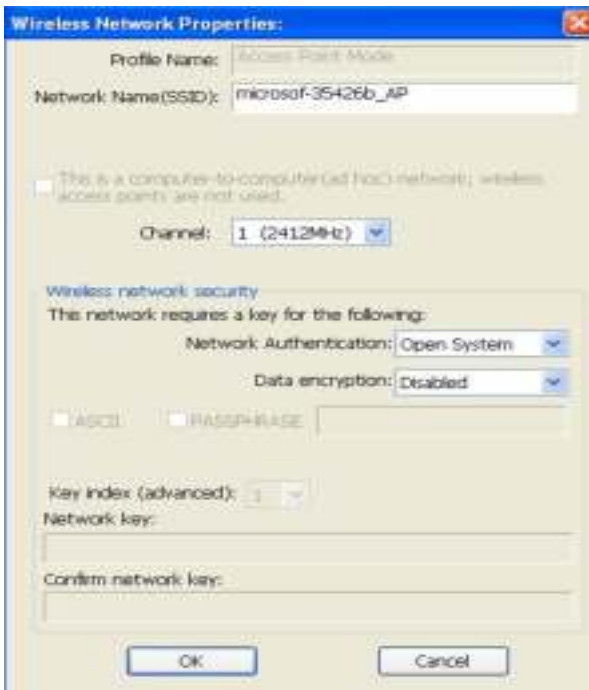 Wireless Network Properties:
Profile Name: Access Point Mode
Network Name(SSID): microsof-35426b_AP
This is a computer-to-computer(ad hoc) network; wireless
access points are not used.
Channel: 1 (2412MHz)
Wireless network security
This network requires a key for the following:
Network Authentication: Open System
Data encryption: Disabled
ASCII PASSPHRASE
Key index (advanced): 1
Network key:
Confirm network key:
OK Cancel